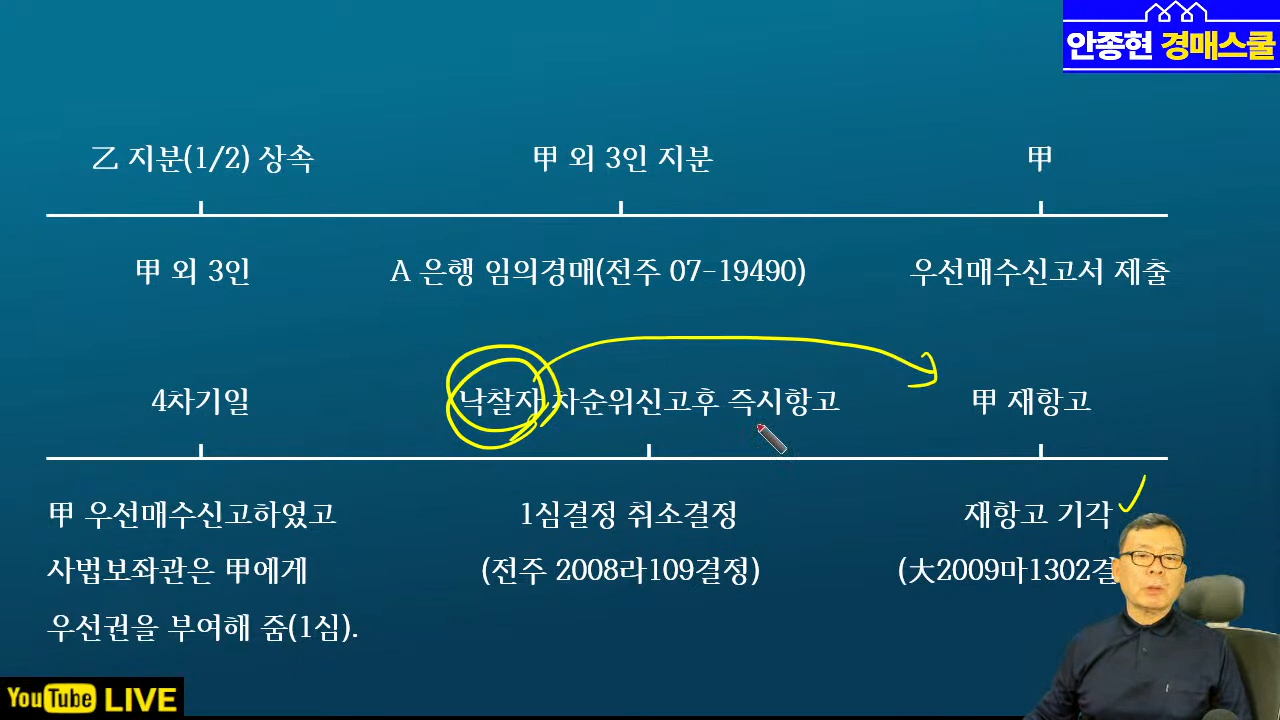 안종현 경매스쿨
乙 지분(1/2) 상속
甲 외 3인 지분
甲
甲 외 3인
A 은행 임의경매(전주 07-19490)
우선매수신고서 제출
4차기일
낙찰자 차순위신고후 즉시항고
甲 재항고
甲 우선매수신고하였고
사법보좌관은 甲에게
우선권을 부여해 줌(1심).
1심결정 취소결정
(전주 2008라109결정)
재항고 기각
(大2009마1302결
YouTube LIVE